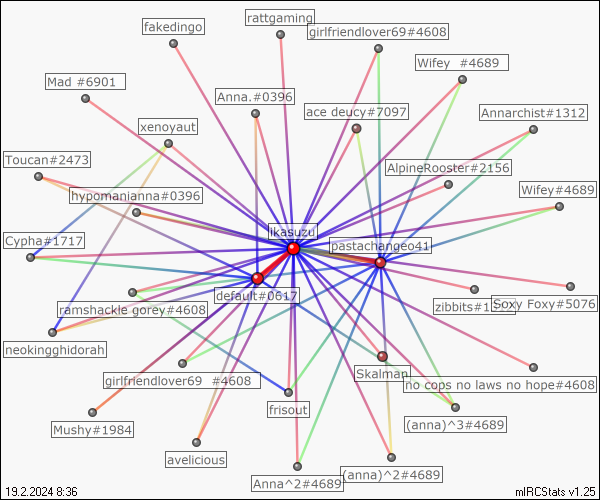 rattgaming
fakedingo
girlfriendlover69#4608
Wifey  #4689
Mad #6901
Anna.#0396
ace deucy#7097
Annarchist#1312
xenoyaut
Toucan#2473
AlpineRooster#2156
hypomanianna#0396
Wifey#4689
ikasuzu
Cypha#1717
pastachangeo41
default#0617
ramshackle gorey#4608
zibbits#1
Soxy Foxy#5076
neokingghidorah
girlfriendlover69  #4608
Skalman
no cops no laws no hope#4608
frisout
Mushy#1984
(anna)^3#4689
avelicious
Anna^2#4689
(anna)^2#4689
19.2.2024 8:36
mIRCStats v1.25